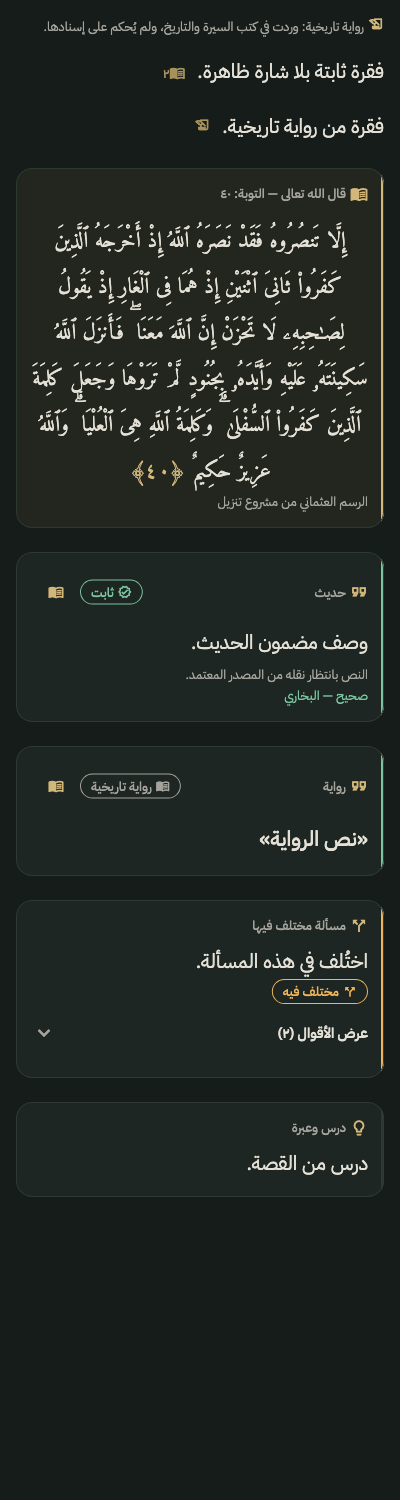 رواية تاريخية: وردت في كتب السيرة والتاريخ، ولم يُحكم على إسنادها.
فقرة ثابتة بلا شارة ظاهرة. ٢
فقرة من رواية تاريخية.
قال الله تعالى — التوبة: ٤٠
إِلَّا تَنصُرُوهُ فَقَدْ نَصَرَهُ ٱللَّهُ إِذْ أَخْرَجَهُ ٱلَّذِينَ
كَفَرُوا۟ ثَانِىَ ٱثْنَيْنِ إِذْ هُمَا فِى ٱلْغَارِ إِذْ يَقُولُ
لِصَـٰحِبِهِۦ لَا تَحْزَنْ إِنَّ ٱللَّهَ مَعَنَا ۖ فَأَنزَلَ ٱللَّهُ
سَكِينَتَهُۥ عَلَيْهِ وَأَيَّدَهُۥ بِجُنُودٍ لَّمْ تَرَوْهَا وَجَعَلَ كَلِمَةَ
ٱلَّذِينَ كَفَرُوا۟ ٱلسُّفْلَىٰ ۗ وَكَلِمَةُ ٱللَّهِ هِىَ ٱلْعُلْيَا ۗ وَٱللَّهُ
عَزِيزٌ حَكِيمٌ ﴿٤٠﴾
الرسم العثماني من مشروع تنزيل
حديث ثابت
وصف مضمون الحديث.
النص بانتظار نقله من المصدر المعتمد.
صحيح — البخاري
رواية رواية تاريخية
«نص الرواية»
مسألة مختلف فيها
اختُلف في هذه المسألة.
مختلف فيه
عرض الأقوال (٢)
درس وعبرة
درس من القصة.